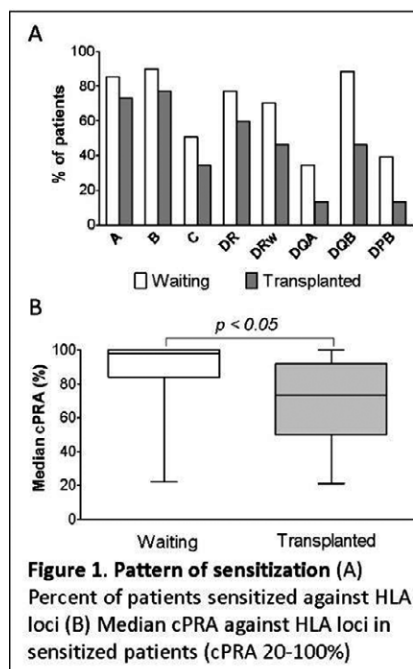 A
% of patients
100
80
60
40
20
0
A B C DR DRw DQA DQB DPB
Waiting Transplanted
B
p < 0.05
Median cPRA (%)
100
80
60
40
20
0
Waiting Transplanted
Figure 1. Pattern of sensitization (A)
Percent of patients sensitized against HLA
loci (B) Median cPRA against HLA loci in
sensitized patients (cPRA 20-100%)